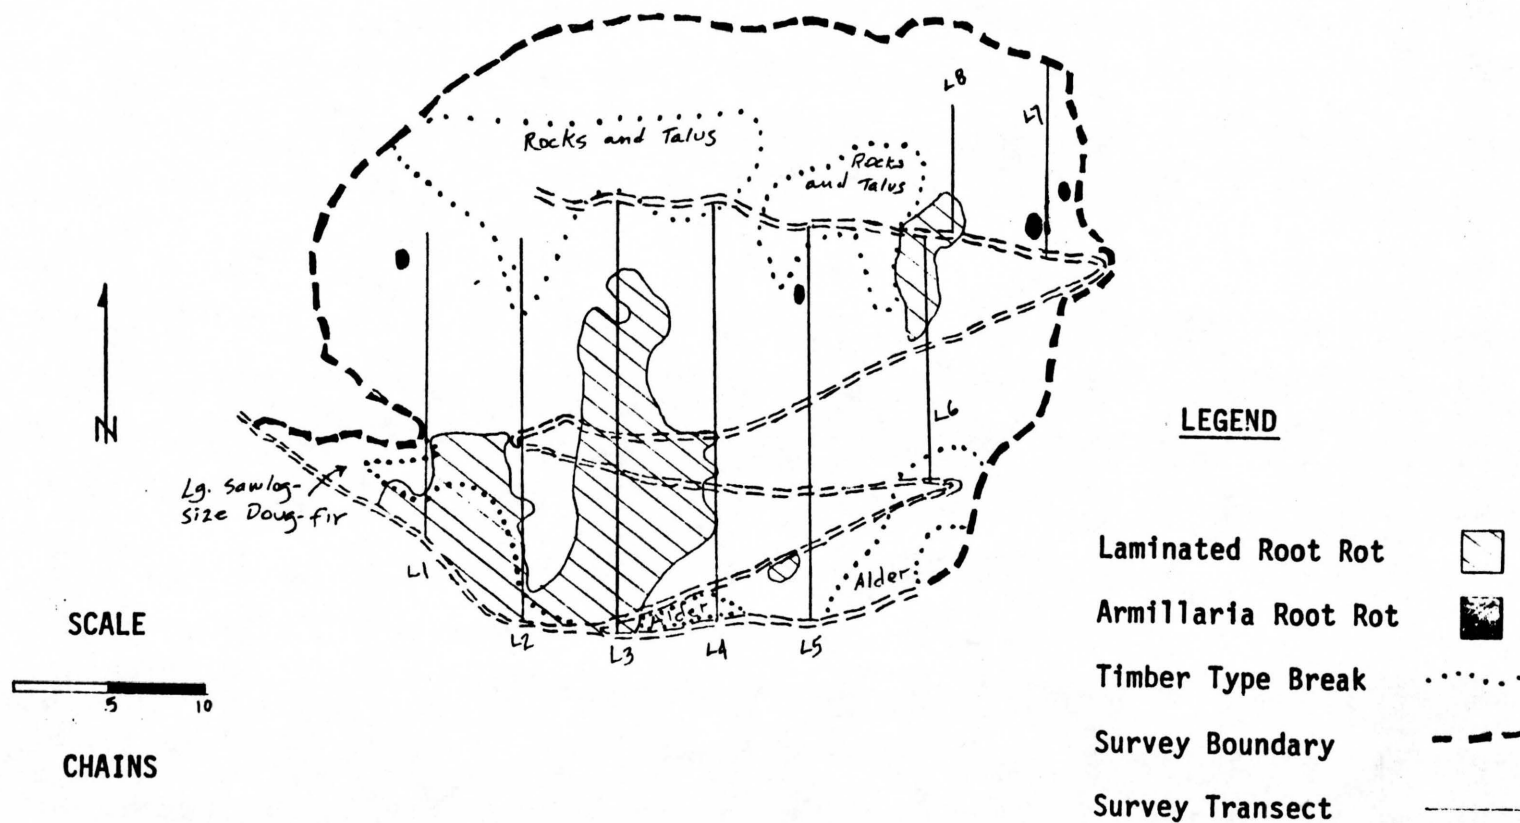 L8
L7
Rocks and Talus
Rocks
and Talus
N
L6
LEGEND
Lg. Sawlog-
size Doug-fir
Laminated Root Rot
L1
Alder
Armillaria Root Rot
Alder
SCALE
L2
L3
L4
L5
Timber Type Break
5 10
Survey Boundary
CHAINS
Survey Transect